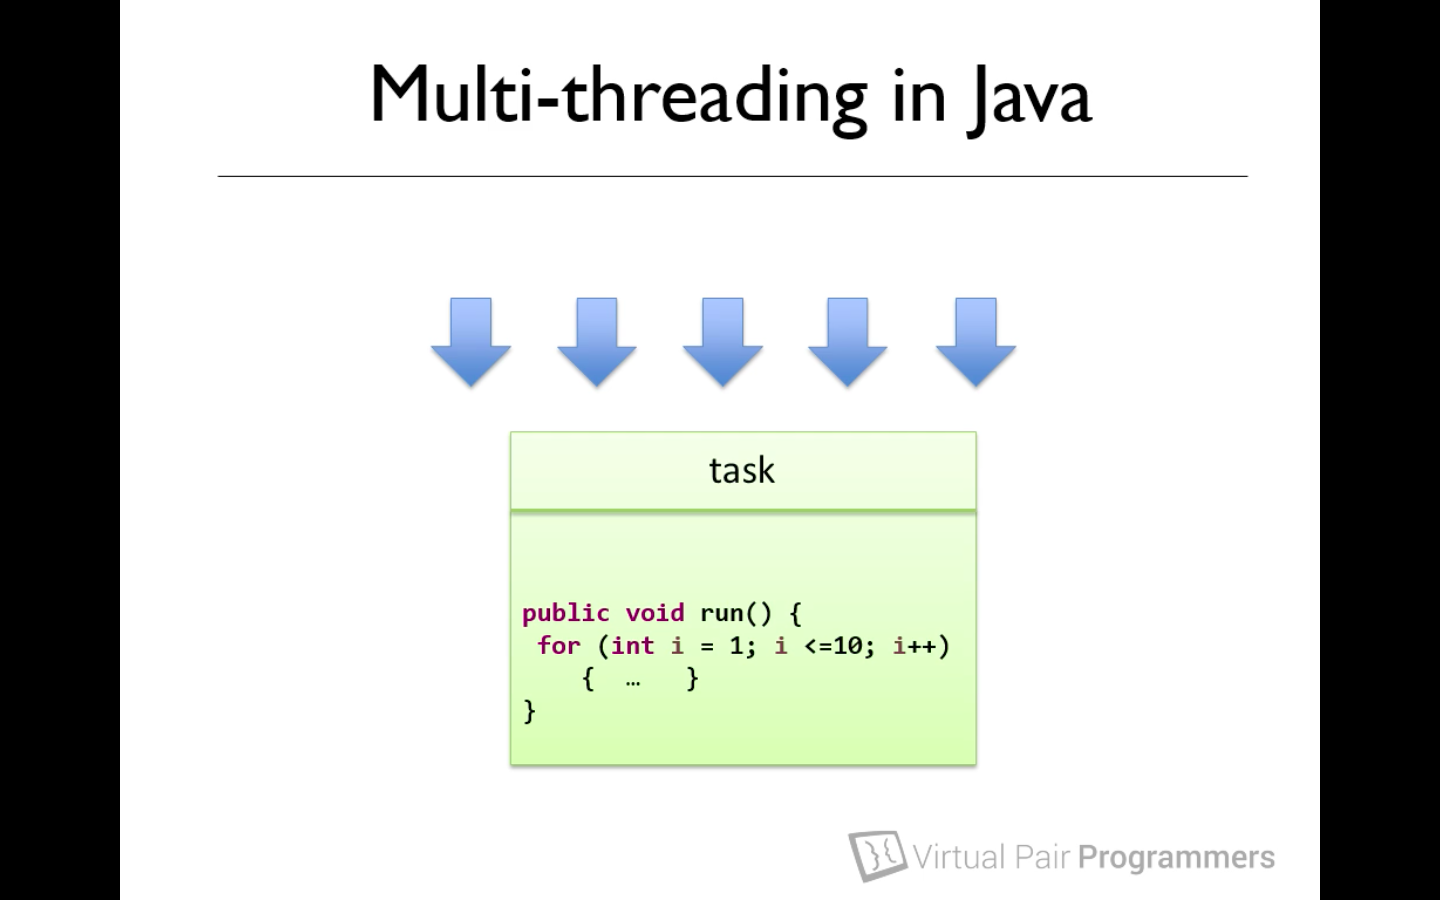 Multi-threading in Java
task
public void run() {
for (int i = 1; i <=10; i++)
{ … }
}
Virtual Pair Programmers